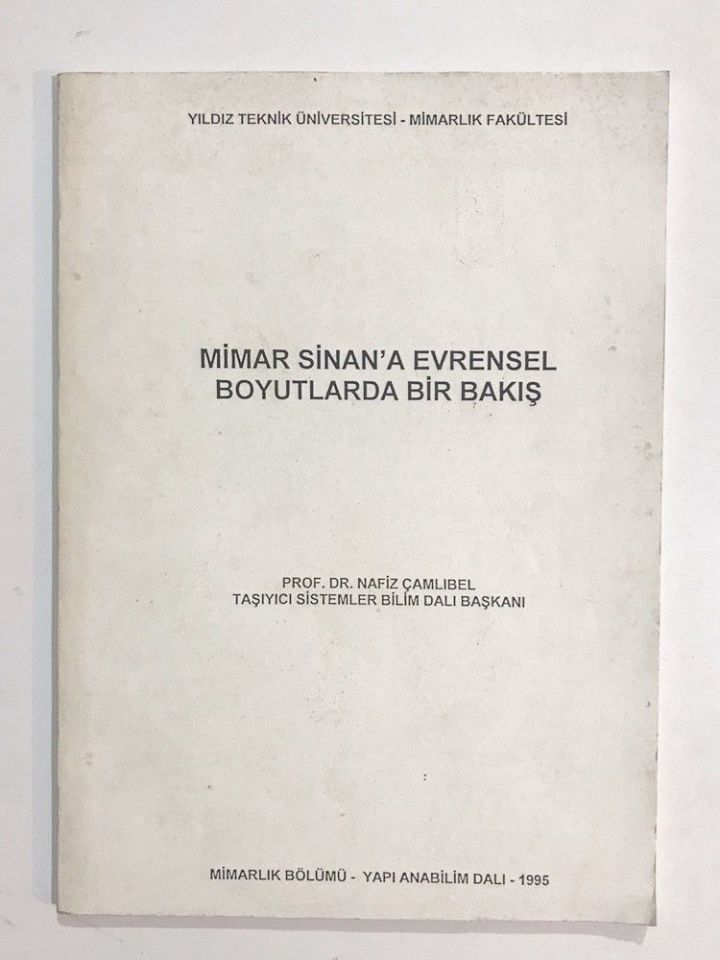 YILDIZ TEKNİK ÜNİVERSİTESİ - MİMARLIK FAKÜLTESİ
MİMAR SİNAN'A EVRENSEL
BOYUTLARDA BİR BAKIŞ
PROF. DR. NAFİZ ÇAMLIBEL
TAŞIYICI SİSTEMLER BİLİM DALI BAŞKANI
MİMARLIK BÖLÜMÜ - YAPI ANABİLİM DALI - 1995